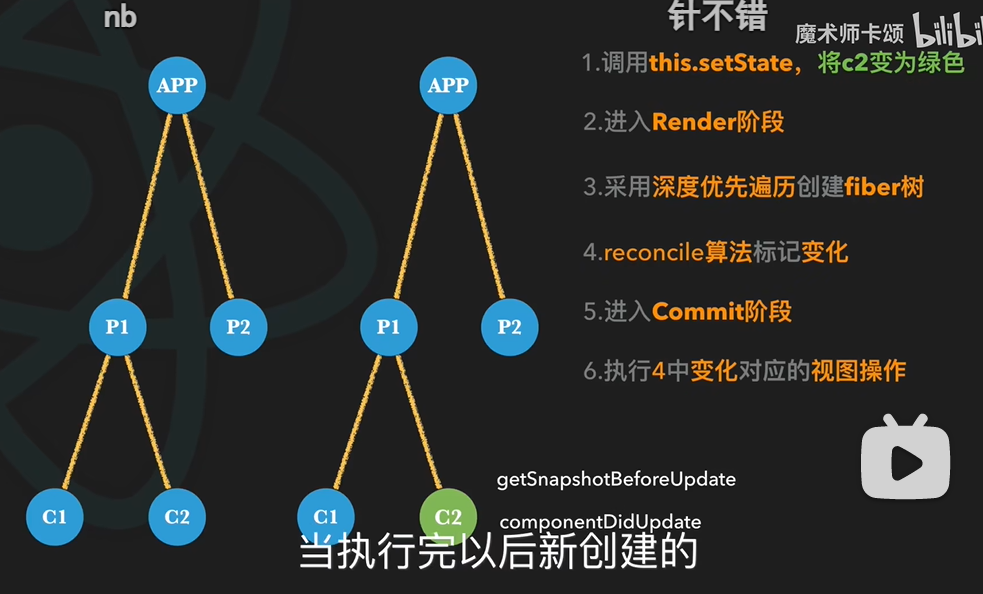 nb
针不错
魔术师卡颂
bilibili
1.调用this.setState，将c2变为绿色
2.进入Render阶段
3.采用深度优先遍历创建fiber树
4.reconcile算法标记变化
5.进入Commit阶段
6.执行4中变化对应的视图操作
APP
APP
P1
P2
P1
P2
C1
C2
C1
C2
getSnapshotBeforeUpdate
componentDidUpdate
当执行完以后新创建的